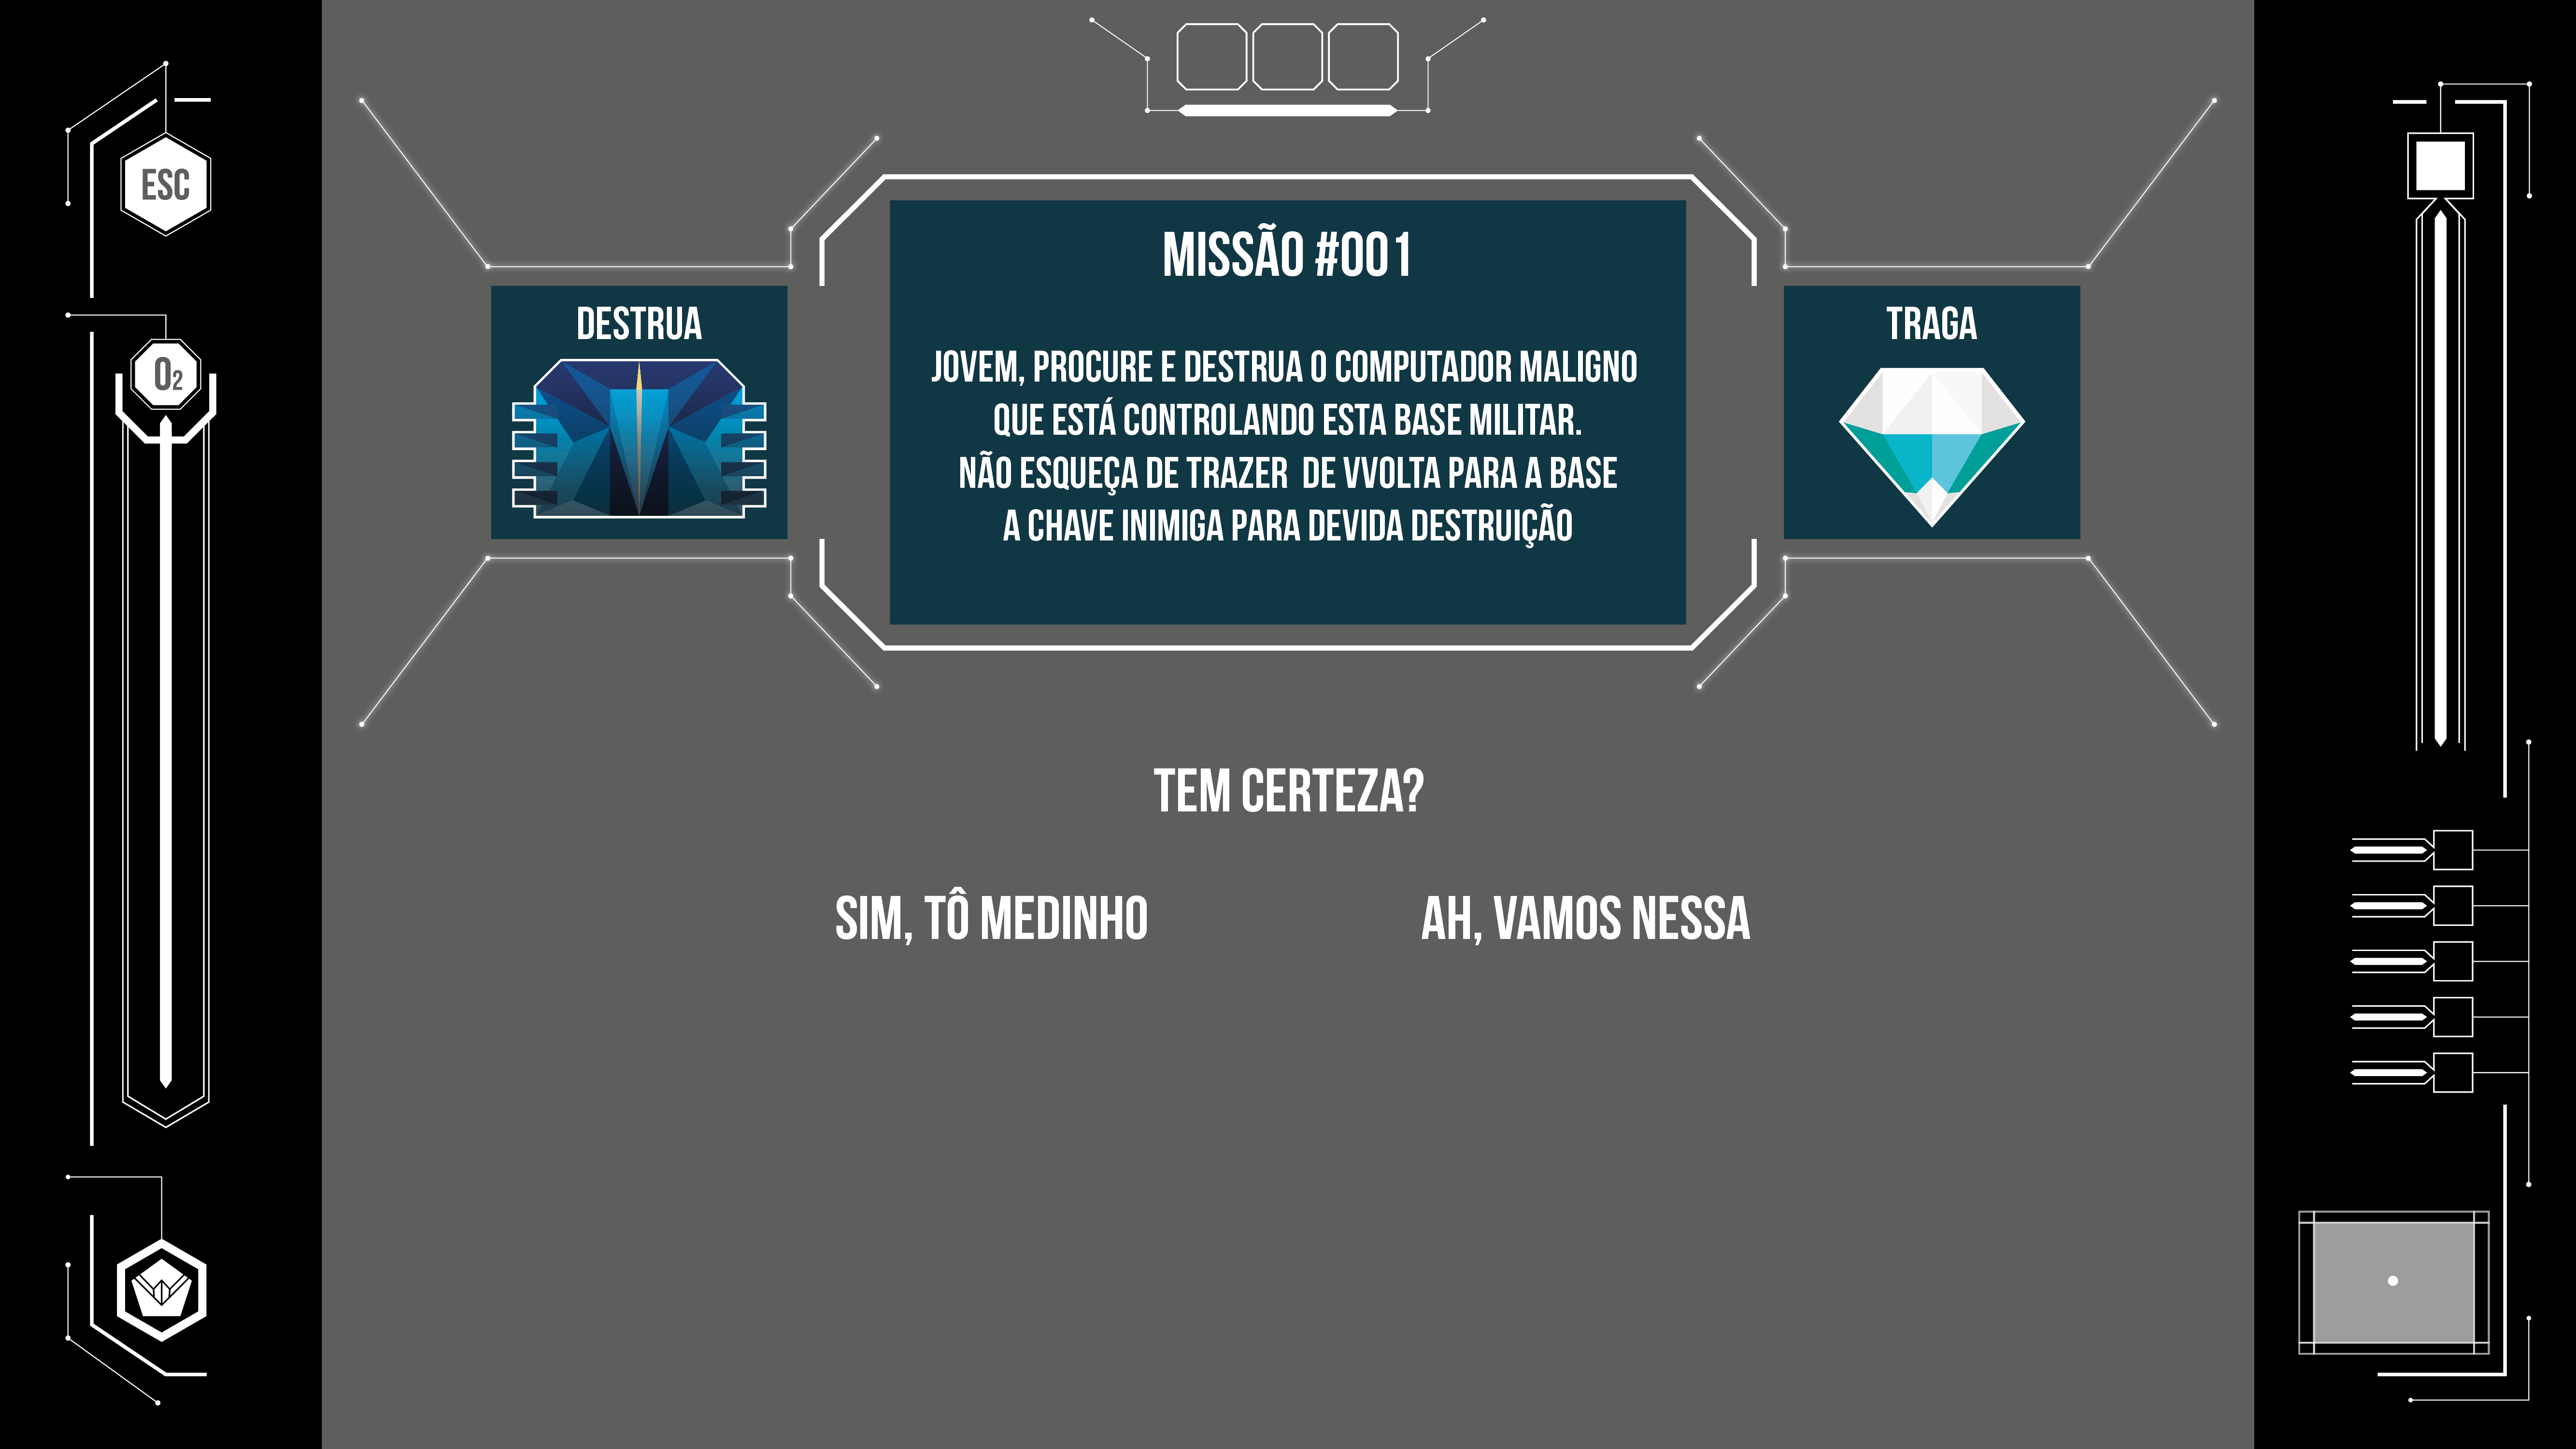 ESC
O2
MISSÃO #001
DESTRUA
TRAGA
JOVEM, PROCURE E DESTRUA O COMPUTADOR MALIGNO
QUE ESTÁ CONTROLANDO ESTA BASE MILITAR.
NÃO ESQUEÇA DE TRAZER  DE VVOLTA PARA A BASE
A CHAVE INIMIGA PARA DEVIDA DESTRUIÇÃO
TEM CERTEZA?
SIM, TÔ MEDINHO
AH, VAMOS NESSA